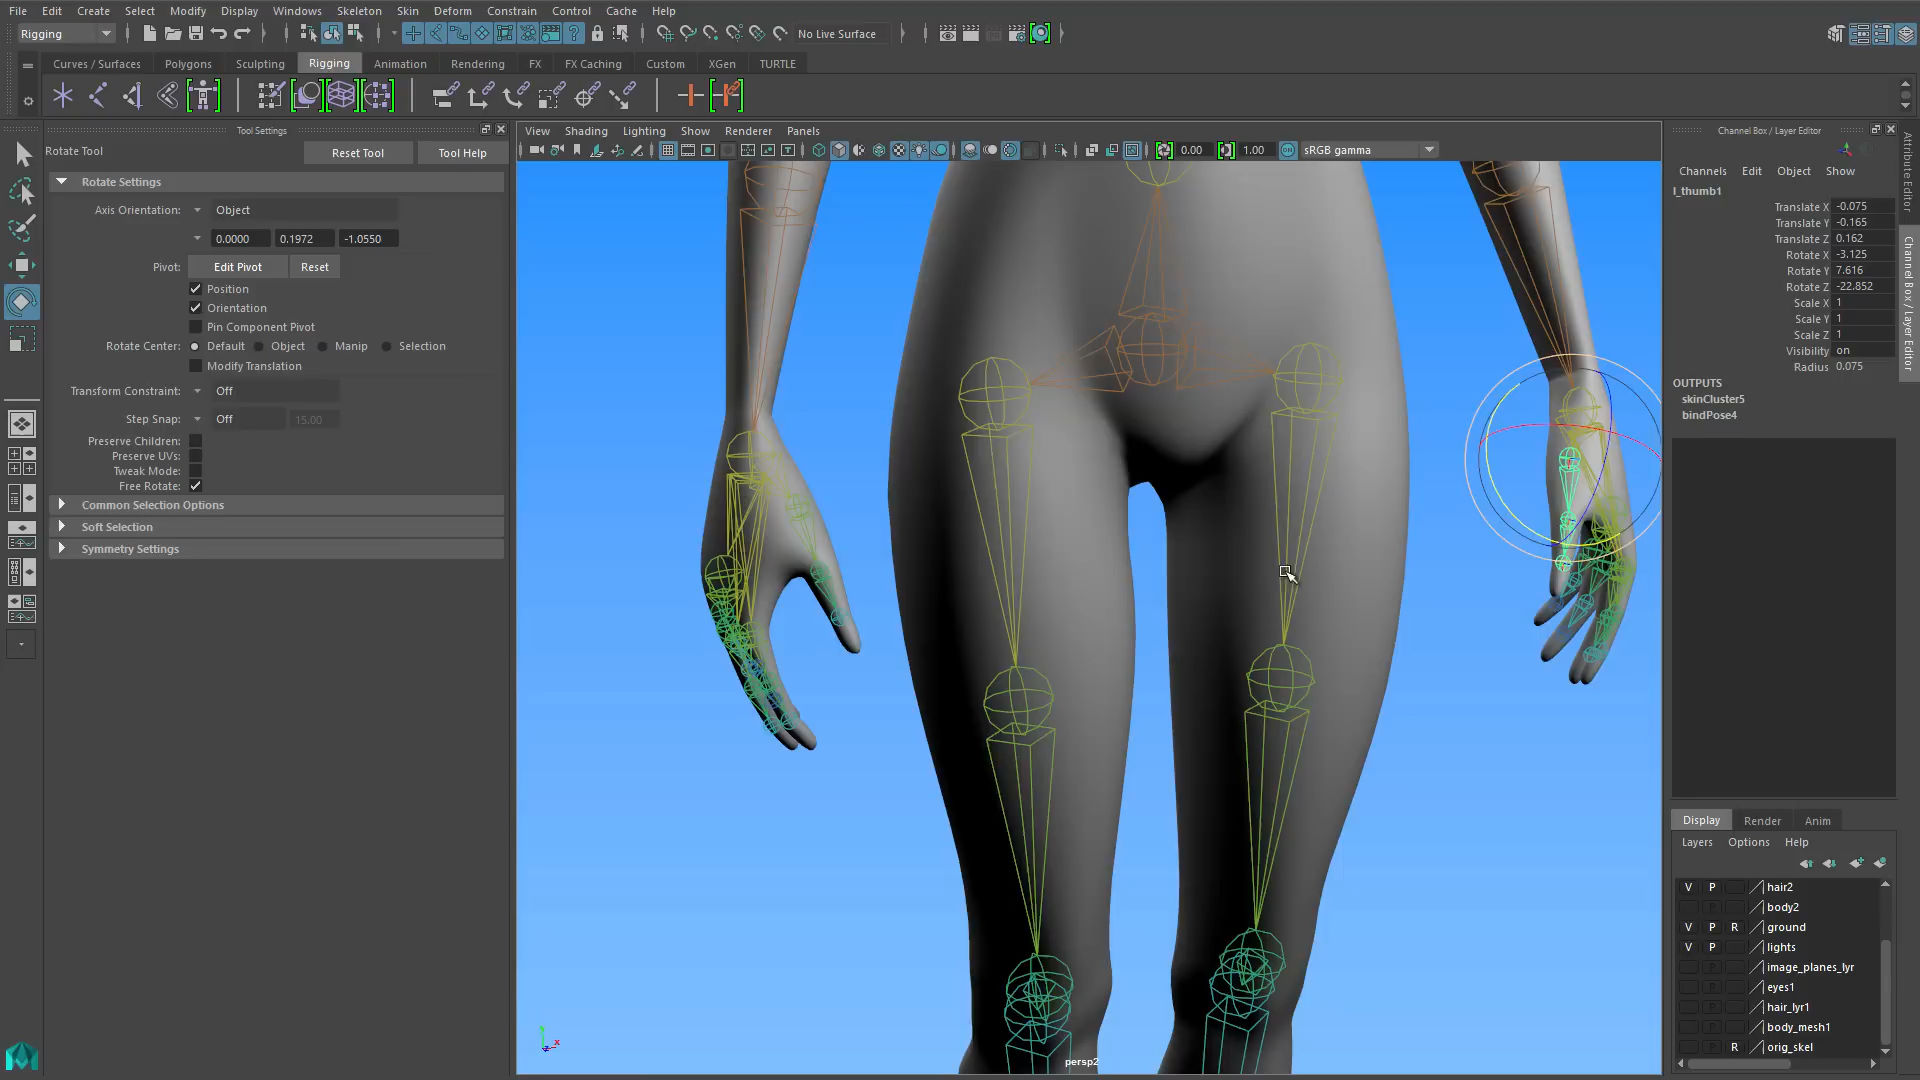 File Edit Create Select Modify Display Windows Skeleton Skin Deform Constrain Control Cache Help
Rigging No Live Surface
Curves / Surfaces Polygons Sculpting Rigging Animation Rendering FX FX Caching Custom XGen TURTLE
Tool Settings
Rotate Tool Reset Tool Tool Help
Rotate Settings
Axis Orientation: Object
0.0000 0.1972 -1.0550
Pivot: Edit Pivot Reset
Position
Orientation
Pin Component Pivot
Rotate Center: Default Object Manip Selection
Modify Translation
Transform Constraint: Off
Step Snap: Off 15.00
Preserve Children:
Preserve UVs:
Tweak Mode:
Free Rotate:
Common Selection Options
Soft Selection
Symmetry Settings
View Shading Lighting Show Renderer Panels
0.00 1.00 sRGB gamma
persp2
Channel Box / Layer Editor
Channels Edit Object Show
l_thumb1
Translate X -0.075
Translate Y -0.165
Translate Z 0.162
Rotate X -3.125
Rotate Y 7.616
Rotate Z -22.852
Scale X 1
Scale Y 1
Scale Z 1
Visibility on
Radius 0.075
OUTPUTS
skinCluster5
bindPose4
Display Render Anim
Layers Options Help
V P hair2
P body2
V P R ground
V P lights
P image_planes_lyr
P eyes1
P hair_lyr1
P body_mesh1
P R orig_skel
Attribute Editor
Channel Box / Layer Editor